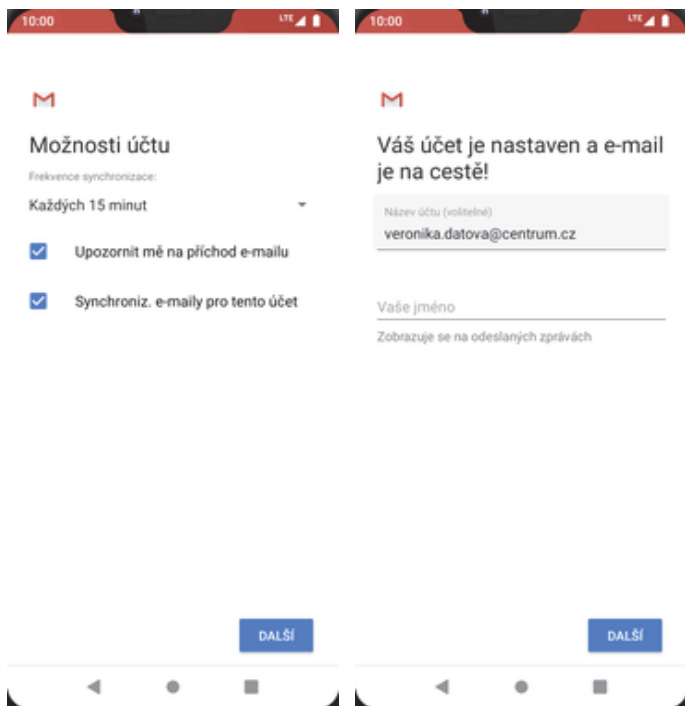 10:00
LTE
Možnosti účtu
Frekvence synchronizace:
Každých 15 minut
Upozornit mě na příchod e-mailu
Synchroniz. e-maily pro tento účet
DALŠÍ
10:00
LTE
Váš účet je nastaven a e-mail
je na cestě!
Název účtu (volitelné)
veronika.datova@centrum.cz
Vaše jméno
Zobrazuje se na odeslaných zprávách
DALŠÍ